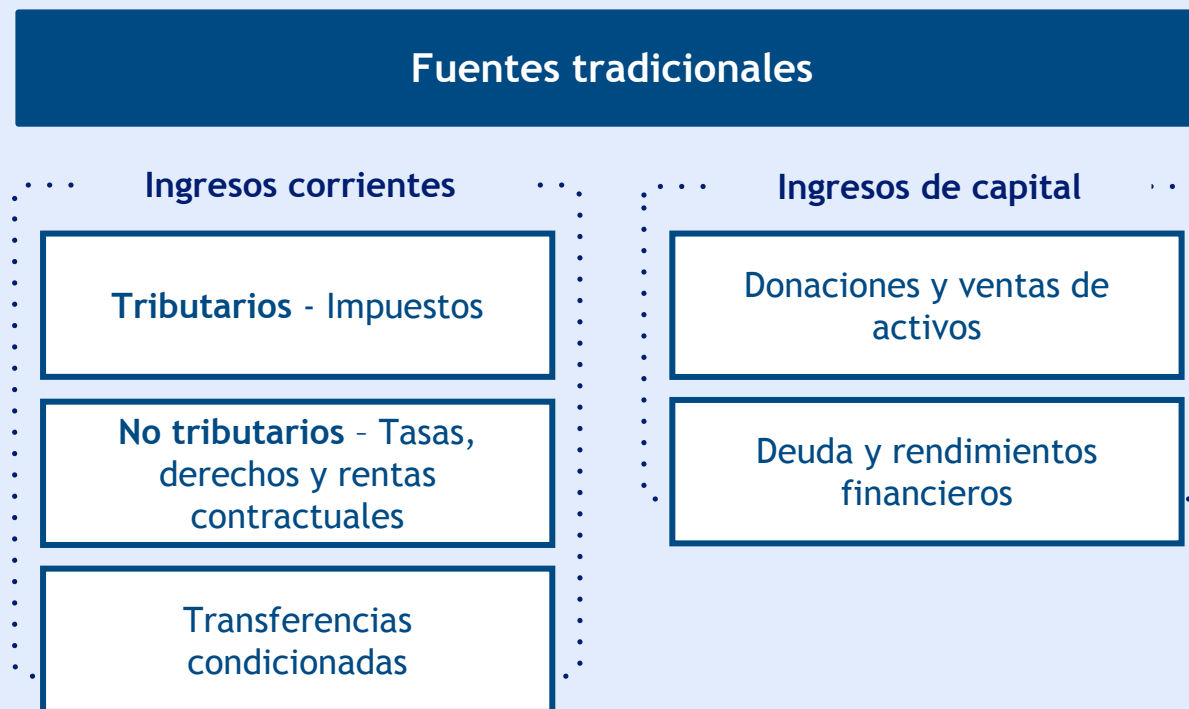 Fuentes tradicionales
Ingresos corrientes
Tributarios - Impuestos
No tributarios – Tasas,
derechos y rentas
contractuales
Transferencias
condicionadas
Ingresos de capital
Donaciones y ventas de
activos
Deuda y rendimientos
financieros